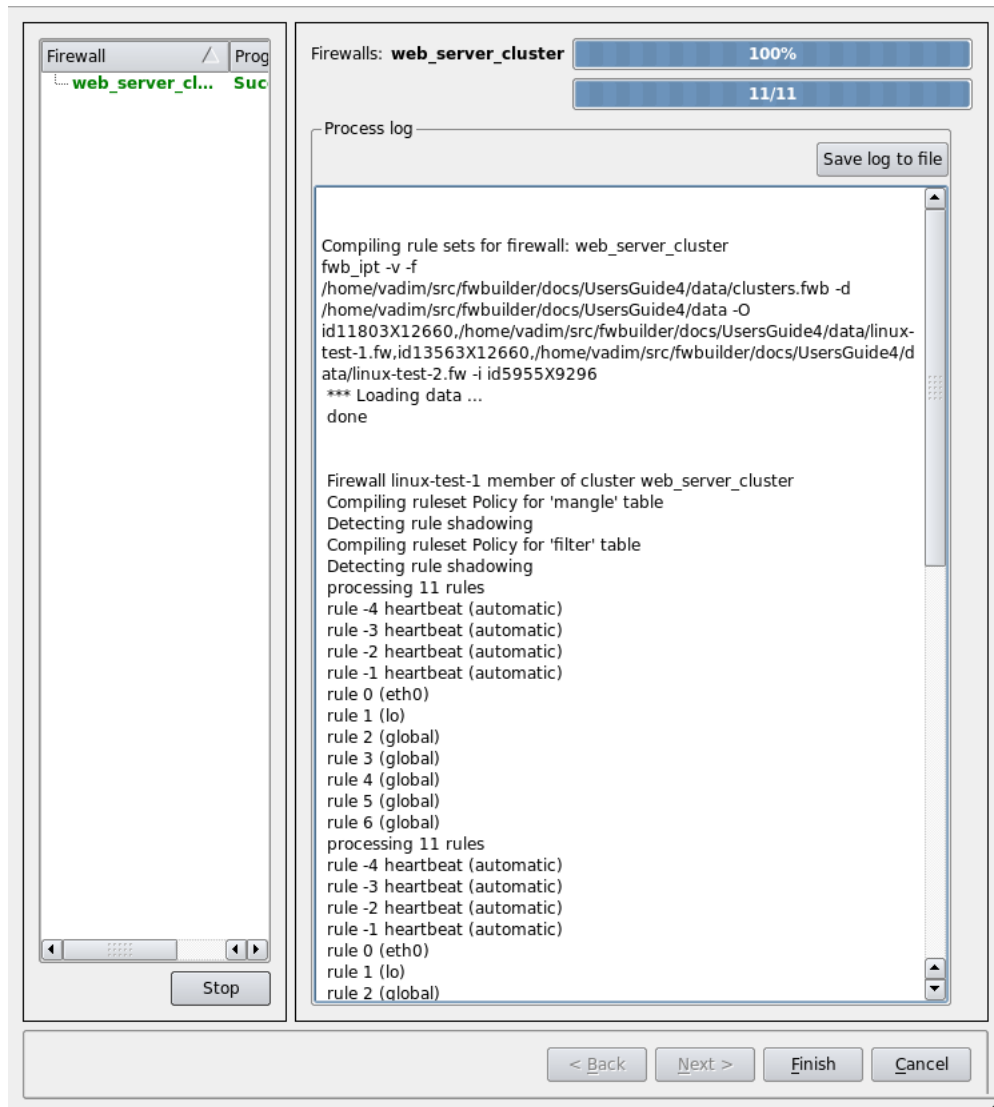 Firewall Prog
web_server_cl... Suc
Stop
Firewalls: web_server_cluster 100%
11/11
Process log
Save log to file
Compiling rule sets for firewall: web_server_cluster
fwb_ipt -v -f
/home/vadim/src/fwbuilder/docs/UsersGuide4/data/clusters.fwb -d
/home/vadim/src/fwbuilder/docs/UsersGuide4/data -O
id11803X12660,/home/vadim/src/fwbuilder/docs/UsersGuide4/data/linux-
test-1.fw,id13563X12660,/home/vadim/src/fwbuilder/docs/UsersGuide4/d
ata/linux-test-2.fw -i id5955X9296
*** Loading data ...
done
Firewall linux-test-1 member of cluster web_server_cluster
Compiling ruleset Policy for 'mangle' table
Detecting rule shadowing
Compiling ruleset Policy for 'filter' table
Detecting rule shadowing
processing 11 rules
rule -4 heartbeat (automatic)
rule -3 heartbeat (automatic)
rule -2 heartbeat (automatic)
rule -1 heartbeat (automatic)
rule 0 (eth0)
rule 1 (lo)
rule 2 (global)
rule 3 (global)
rule 4 (global)
rule 5 (global)
rule 6 (global)
processing 11 rules
rule -4 heartbeat (automatic)
rule -3 heartbeat (automatic)
rule -2 heartbeat (automatic)
rule -1 heartbeat (automatic)
rule 0 (eth0)
rule 1 (lo)
rule 2 (global)
< Back Next > Finish Cancel